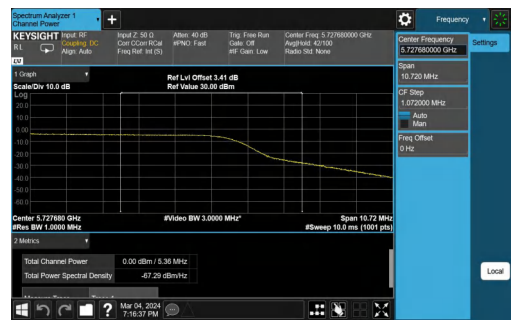 Spectrum Analyzer 1
Channel Power
Frequency
KEYSIGHT Input: RF
RL Coupling: DC
Align: Auto
Input Z: 50 Ω
Corr CCorr RCal
Freq Ref: Int (S)
Atten: 40 dB
#PNO: Fast
Trig: Free Run
Gate: Off
#IF Gain: Low
Center Freq: 5.727680000 GHz
Avg|Hold: 42/100
Radio Std: None
LV
Center Frequency
5.727680000 GHz
Settings
Span
10.720 MHz
CF Step
1.072000 MHz
Auto
Man
Freq Offset
0 Hz
1 Graph
Scale/Div 10.0 dB
Ref Lvl Offset 3.41 dB
Ref Value 30.00 dBm
Log
20.0
10.0
0.00
-10.0
-20.0
-30.0
-40.0
-50.0
-60.0
Center 5.727680 GHz
#Video BW 3.0000 MHz*
Span 10.72 MHz
#Res BW 1.0000 MHz
#Sweep 10.0 ms (1001 pts)
2 Metrics
Total Channel Power 0.00 dBm / 5.36 MHz
Total Power Spectral Density -67.29 dBm/Hz
Local
?
Mar 04, 2024
7:16:37 PM